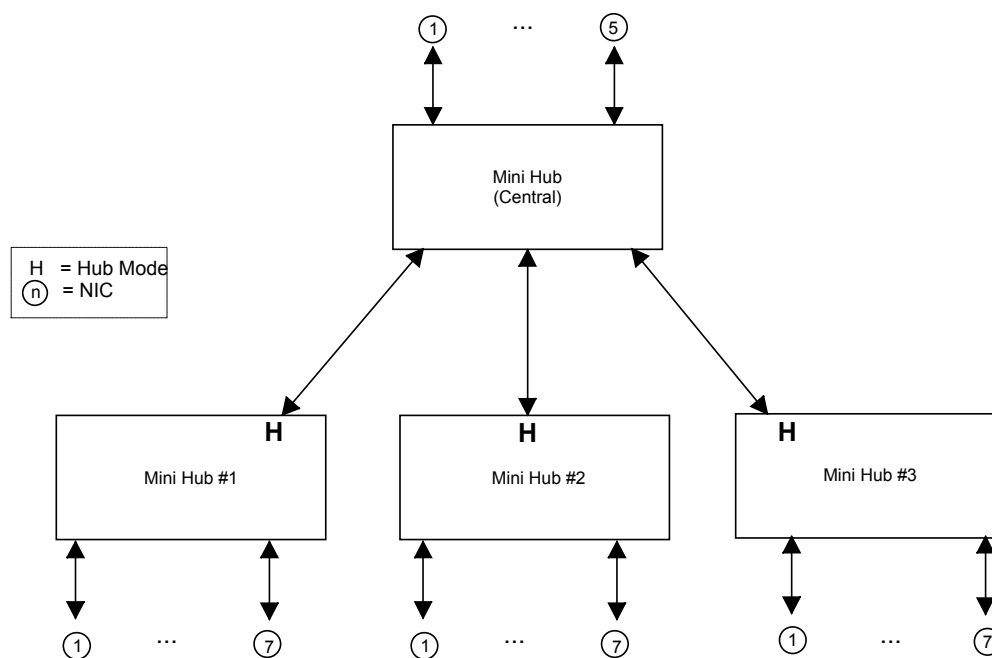 1 ... 5
Mini Hub
(Central)
H = Hub Mode
n = NIC
H
H
H
Mini Hub #1
Mini Hub #2
Mini Hub #3
1 ... 7
1 ... 7
1 ... 7